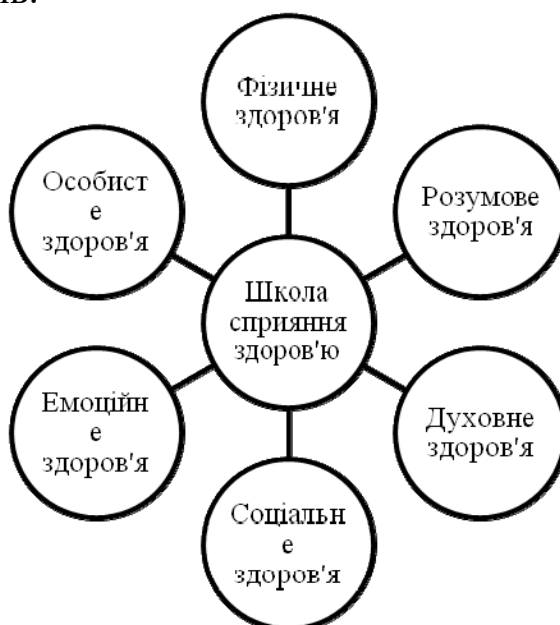 Фізичне
здоров'я
Розумове
здоров'я
Духовне
здоров'я
Соціальн
е
здоров'я
Емоційн
е
здоров'я
Особист
е
здоров'я
Школа
сприяння
здоров'ю